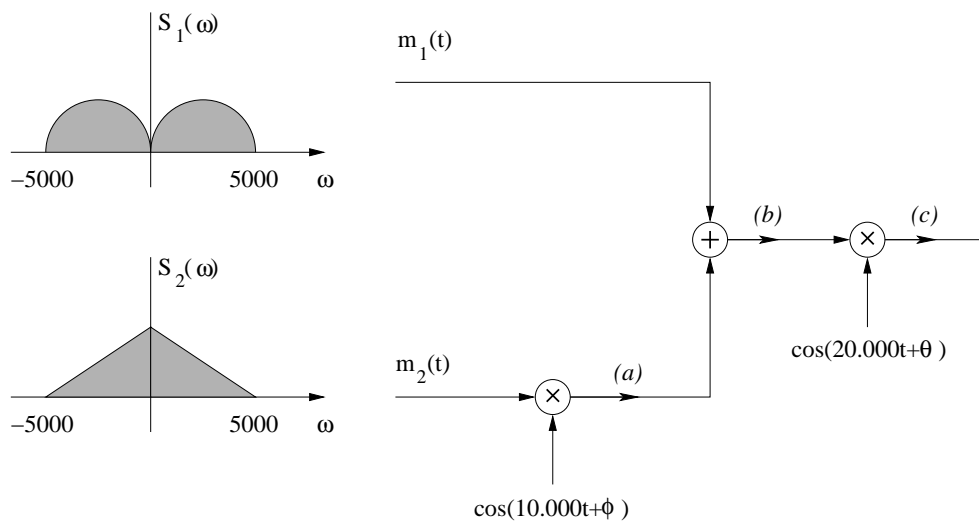 S_1(ω)
−5000
5000
ω
S_2(ω)
−5000
5000
ω
m_1(t)
m_2(t)
(a)
(b)
(c)
+
×
×
cos(20.000t+θ )
cos(10.000t+ϕ )